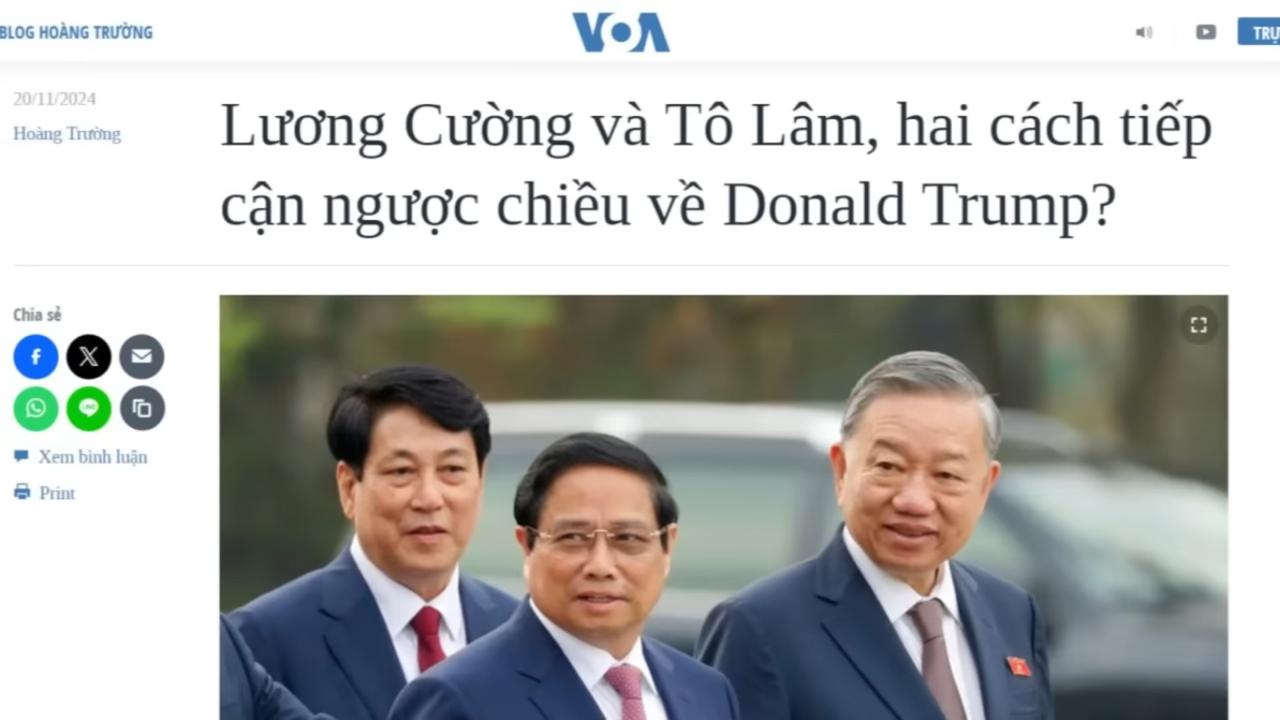 BLOG HOÀNG TRƯỜNG
VOA
20/11/2024
Hoàng Trường
Lương Cường và Tô Lâm, hai cách tiếp
cận ngược chiều về Donald Trump?
Chia sẻ
Xem bình luận
Print